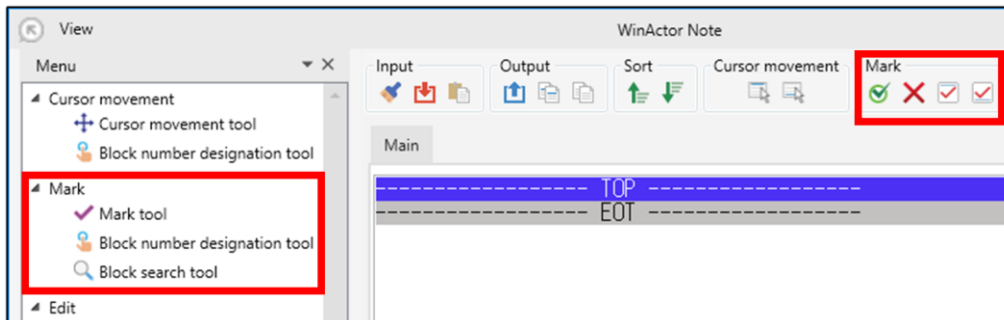 View
WinActor Note
Menu
Cursor movement
Cursor movement tool
Block number designation tool
Mark
Mark tool
Block number designation tool
Block search tool
Edit
Input
Output
Sort
Cursor movement
Mark
Main
------------------ TOP ------------------
------------------ EOT ------------------